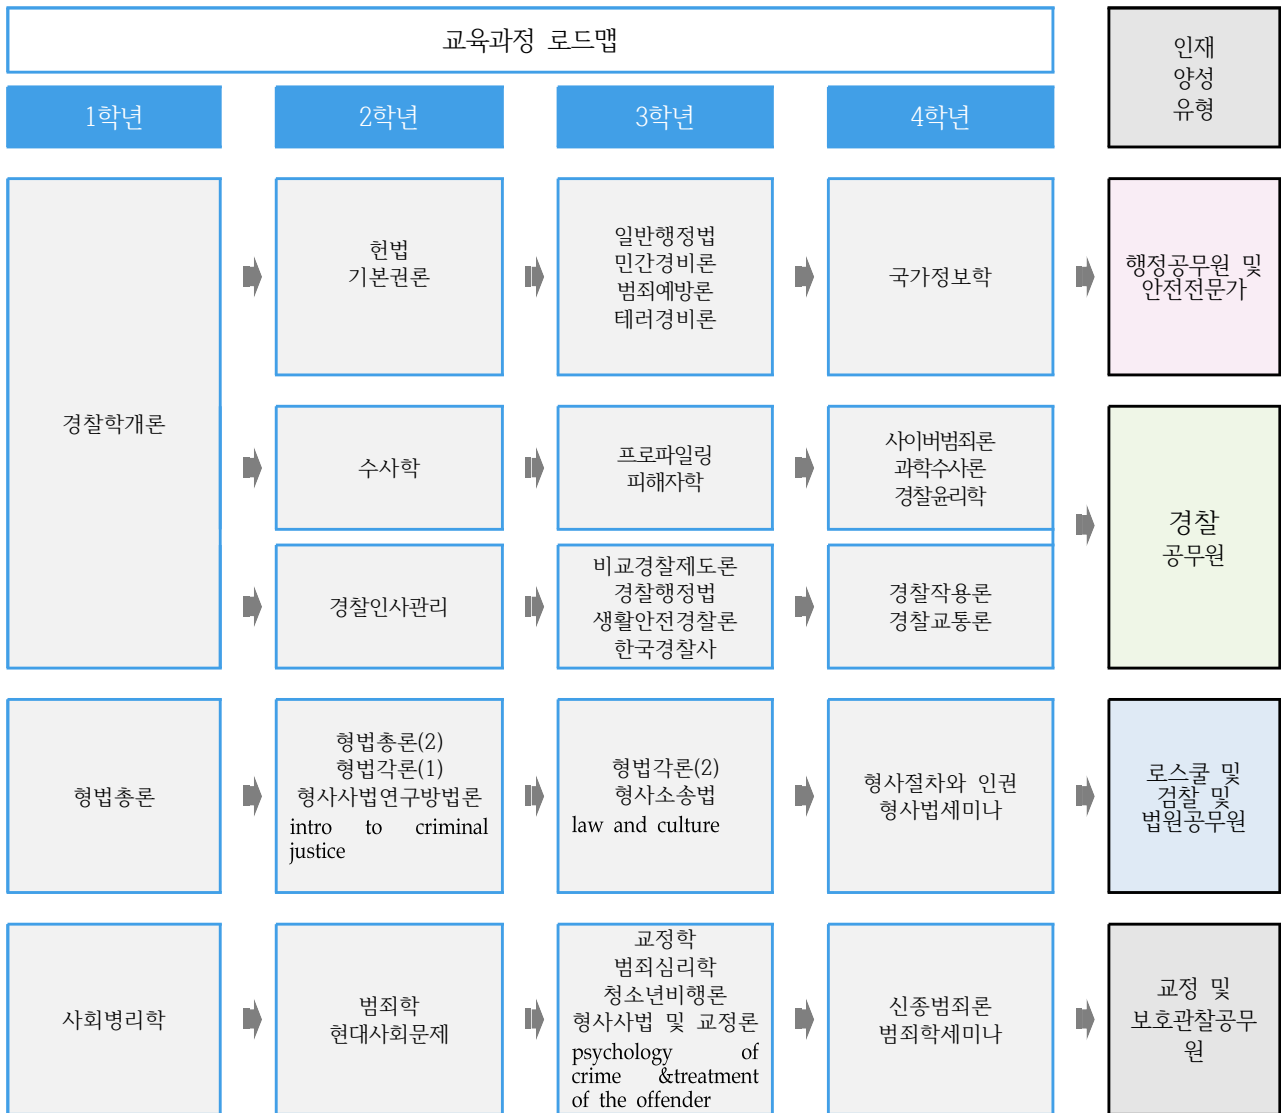 교육과정 로드맵
인재
양성
유형
1학년
2학년
3학년
4학년
경찰학개론
헌법
기본권론
일반행정법
민간경비론
범죄예방론
테러경비론
국가정보학
행정공무원 및
안전전문가
수사학
프로파일링
피해자학
사이버범죄론
과학수사론
경찰윤리학
경찰
공무원
경찰인사관리
비교경찰제도론
경찰행정법
생활안전경찰론
한국경찰사
경찰작용론
경찰교통론
형법총론
형법총론(2)
형법각론(1)
형사사법연구방법론
intro to criminal
justice
형법각론(2)
형사소송법
law and culture
형사절차와 인권
형사법세미나
로스쿨 및
검찰 및
법원공무원
사회병리학
범죄학
현대사회문제
교정학
범죄심리학
청소년비행론
형사사법 및 교정론
psychology of
crime &treatment
of the offender
신종범죄론
범죄학세미나
교정 및
보호관찰공무
원